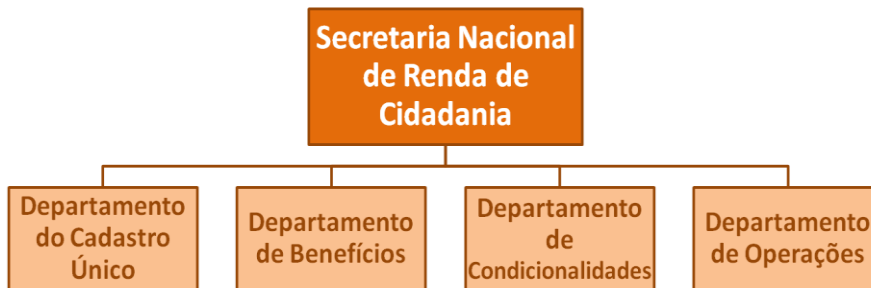 Secretaria Nacional
de Renda de
Cidadania
Departamento
do Cadastro
Único
Departamento
de Benefícios
Departamento
de
Condicionalidades
Departamento
de Operações